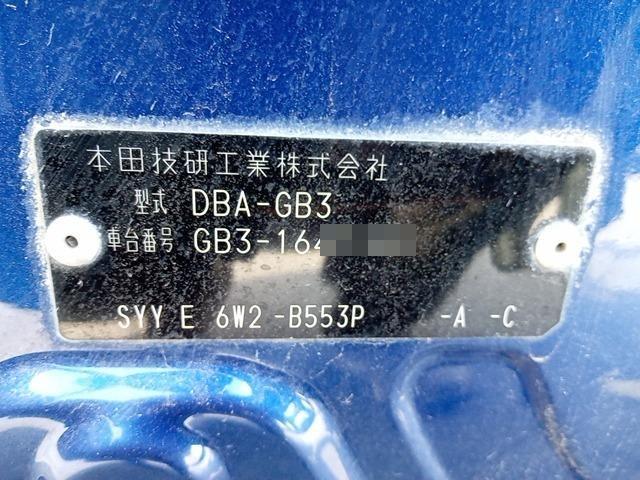 本田技研工業株式会社
型式 DBA-GB3
車台番号 GB3-164
SYY E 6W2 -B553P -A -C